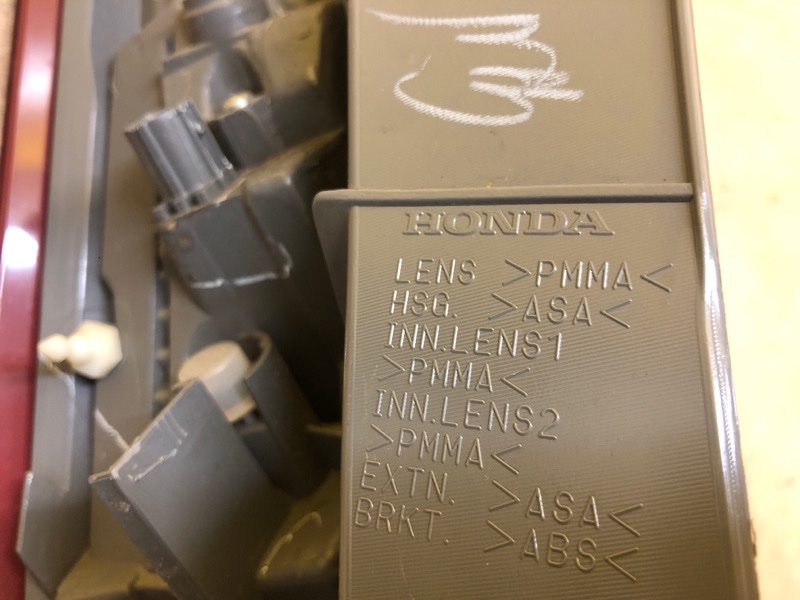 HONDA
LENS >PMMA<
HSG. >ASA<
INN.LENS1
>PMMA<
INN.LENS2
>PMMA<
EXTN. >ASA<
BRKT. >ABS<